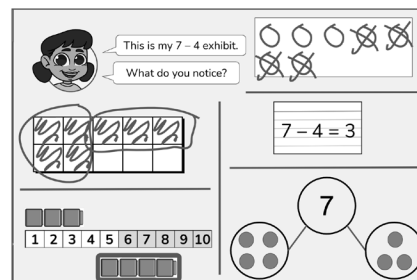 This is my 7 – 4 exhibit.
What do you notice?
7 – 4 = 3
7
1 2 3 4 5 6 7 8 9 10